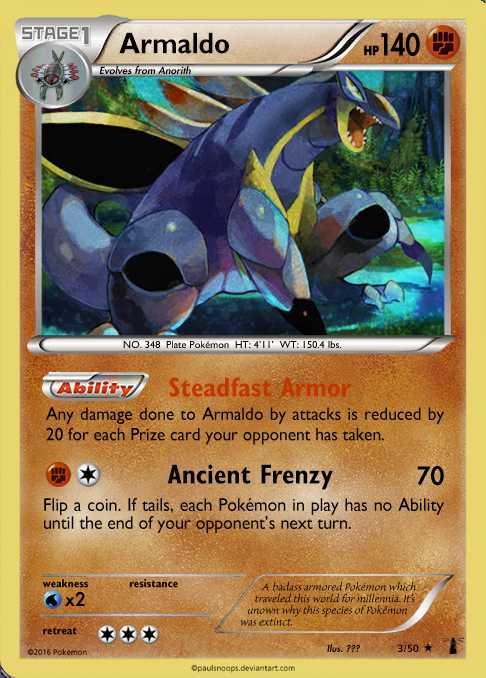 STAGE1
Armaldo
HP140
Evolves from Anorith
NO. 348 Plate Pokémon HT: 4'11' WT: 150.4 lbs.
Ability Steadfast Armor
Any damage done to Armaldo by attacks is reduced by
20 for each Prize card your opponent has taken.
Ancient Frenzy 70
Flip a coin. If tails, each Pokémon in play has no Ability
until the end of your opponent's next turn.
weakness resistance
x2
retreat
A badass armored Pokémon which
traveled this world for millennia. It's
unown why this species of Pokémon
was extinct.
©2016 Pokémon
Illus. ???
3/50 ★
©paulsnoops.deviantart.com